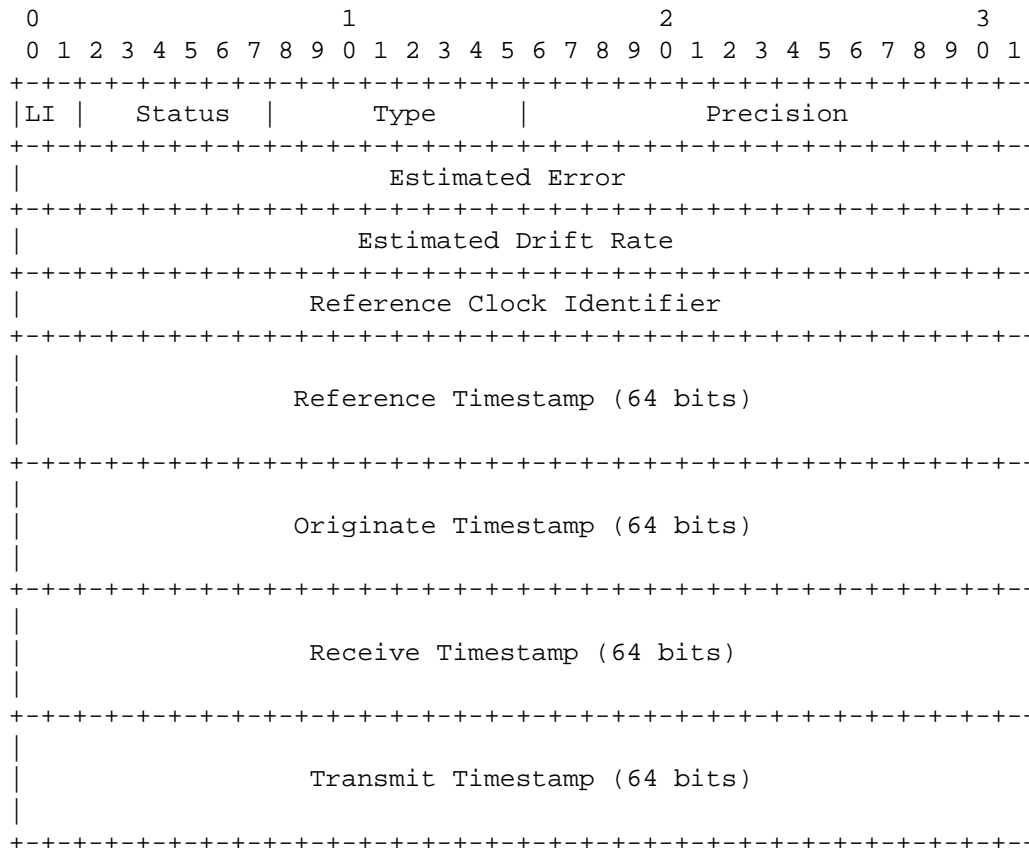 0                   1                   2                   3
0 1 2 3 4 5 6 7 8 9 0 1 2 3 4 5 6 7 8 9 0 1 2 3 4 5 6 7 8 9 0 1
+-+-+-+-+-+-+-+-+-+-+-+-+-+-+-+-+-+-+-+-+-+-+-+-+-+-+-+-+-+-+-+--
|LI |   Status  |      Type     |           Precision
+-+-+-+-+-+-+-+-+-+-+-+-+-+-+-+-+-+-+-+-+-+-+-+-+-+-+-+-+-+-+-+--
|                       Estimated Error
+-+-+-+-+-+-+-+-+-+-+-+-+-+-+-+-+-+-+-+-+-+-+-+-+-+-+-+-+-+-+-+--
|                     Estimated Drift Rate
+-+-+-+-+-+-+-+-+-+-+-+-+-+-+-+-+-+-+-+-+-+-+-+-+-+-+-+-+-+-+-+--
|                  Reference Clock Identifier
+-+-+-+-+-+-+-+-+-+-+-+-+-+-+-+-+-+-+-+-+-+-+-+-+-+-+-+-+-+-+-+--
|
|                 Reference Timestamp (64 bits)
|
+-+-+-+-+-+-+-+-+-+-+-+-+-+-+-+-+-+-+-+-+-+-+-+-+-+-+-+-+-+-+-+--
|
|                 Originate Timestamp (64 bits)
|
+-+-+-+-+-+-+-+-+-+-+-+-+-+-+-+-+-+-+-+-+-+-+-+-+-+-+-+-+-+-+-+--
|
|                  Receive Timestamp (64 bits)
|
+-+-+-+-+-+-+-+-+-+-+-+-+-+-+-+-+-+-+-+-+-+-+-+-+-+-+-+-+-+-+-+--
|
|                  Transmit Timestamp (64 bits)
|
+-+-+-+-+-+-+-+-+-+-+-+-+-+-+-+-+-+-+-+-+-+-+-+-+-+-+-+-+-+-+-+--